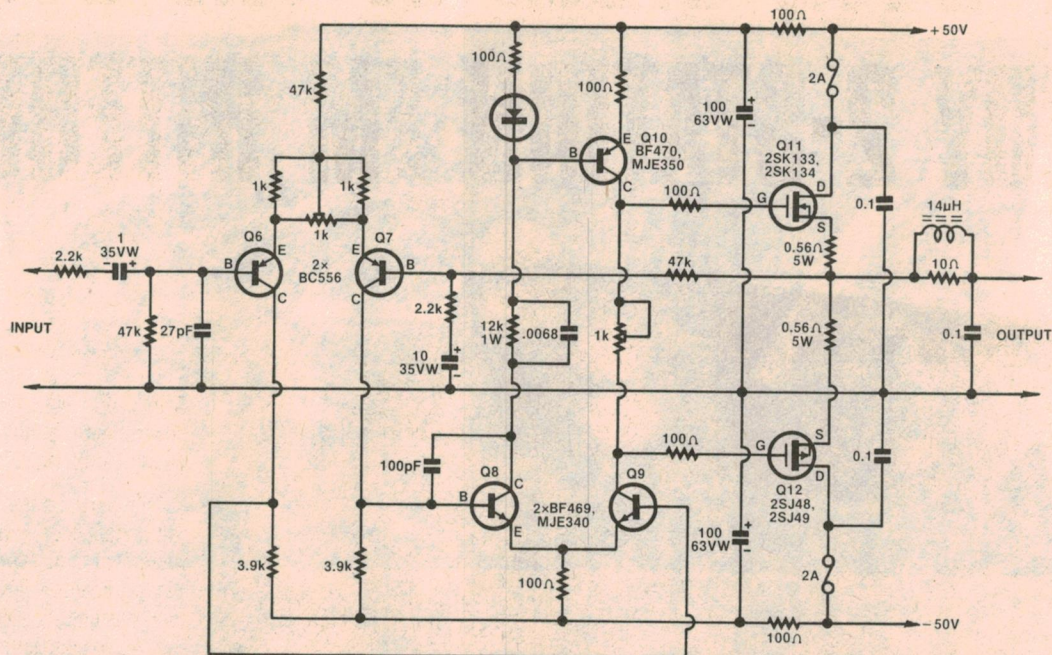 100Ω
+50V
100Ω
47k
100Ω
100
63VW
+
-
2A
Q10
BF470,
MJE350
E
B
C
Q11
2SK133,
2SK134
D
G
S
100Ω
0.1
14µH
1k
1k
1k
2.2k
1
35VW
- +
Q6
E
B
C
2×
BC556
Q7
E
B
C
47k
0.56Ω
5W
10Ω
INPUT
47k
27pF
2.2k
10
35VW
+
-
12k
1W
.0068
1k
0.56Ω
5W
0.1
OUTPUT
100pF
Q8
C
B
E
2×BF469,
MJE340
Q9
100Ω
G
S
D
Q12
2SJ48,
2SJ49
0.1
3.9k
3.9k
100Ω
100
63VW
+
-
2A
100Ω
-50V